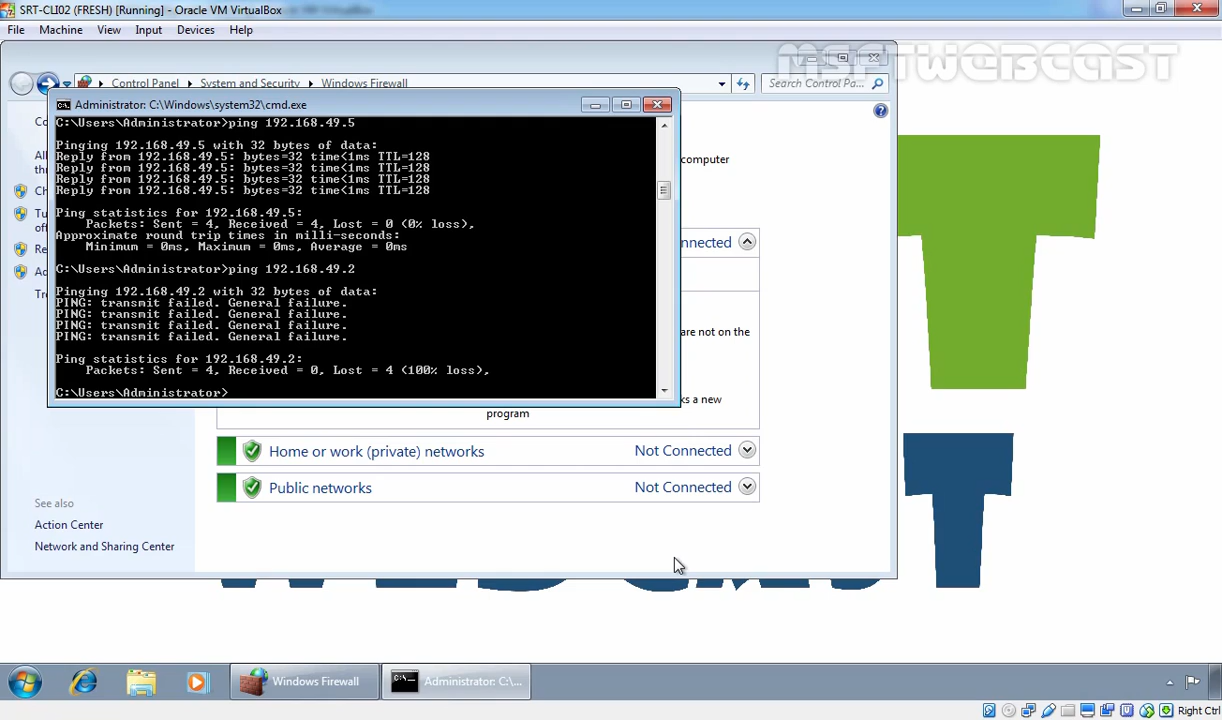 SRT-CLI02 (FRESH) [Running] - Oracle VM VirtualBox
File Machine View Input Devices Help
MSFTWEBCAST
Control Panel System and Security Windows Firewall
Search Control Pa...
Administrator: C:\Windows\system32\cmd.exe
C:\Users\Administrator>ping 192.168.49.5
Pinging 192.168.49.5 with 32 bytes of data:
Reply from 192.168.49.5: bytes=32 time<1ms TTL=128
Reply from 192.168.49.5: bytes=32 time<1ms TTL=128
Reply from 192.168.49.5: bytes=32 time<1ms TTL=128
Reply from 192.168.49.5: bytes=32 time<1ms TTL=128
Ping statistics for 192.168.49.5:
Packets: Sent = 4, Received = 4, Lost = 0 (0% loss),
Approximate round trip times in milli-seconds:
Minimum = 0ms, Maximum = 0ms, Average = 0ms
C:\Users\Administrator>ping 192.168.49.2
Pinging 192.168.49.2 with 32 bytes of data:
PING: transmit failed. General failure.
PING: transmit failed. General failure.
PING: transmit failed. General failure.
PING: transmit failed. General failure.
Ping statistics for 192.168.49.2:
Packets: Sent = 4, Received = 0, Lost = 4 (100% loss),
C:\Users\Administrator>
computer
nnected
are not on the
ks a new
program
Home or work (private) networks Not Connected
Public networks Not Connected
See also
Action Center
Network and Sharing Center
Windows Firewall
Administrator: C:\...
Right Ctrl